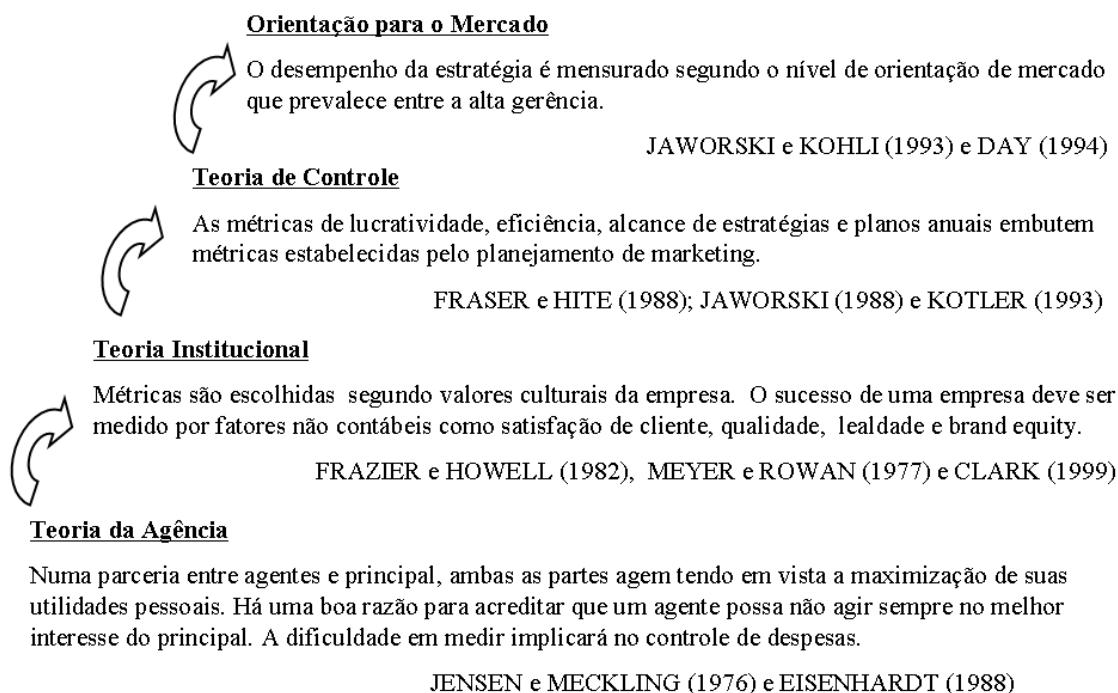 Orientação para o Mercado
O desempenho da estratégia é mensurado segundo o nível de orientação de mercado
que prevalece entre a alta gerência.
JAWORSKI e KOHLI (1993) e DAY (1994)
Teoria de Controle
As métricas de lucratividade, eficiência, alcance de estratégias e planos anuais embutem
métricas estabelecidas pelo planejamento de marketing.
FRASER e HITE (1988); JAWORSKI (1988) e KOTLER (1993)
Teoria Institucional
Métricas são escolhidas segundo valores culturais da empresa. O sucesso de uma empresa deve ser
medido por fatores não contábeis como satisfação de cliente, qualidade, lealdade e brand equity.
FRAZIER e HOWELL (1982), MEYER e ROWAN (1977) e CLARK (1999)
Teoria da Agência
Numa parceria entre agentes e principal, ambas as partes agem tendo em vista a maximização de suas
utilidades pessoais. Há uma boa razão para acreditar que um agente possa não agir sempre no melhor
interesse do principal. A dificuldade em medir implicará no controle de despesas.
JENSEN e MECKLING (1976) e EISENHARDT (1988)